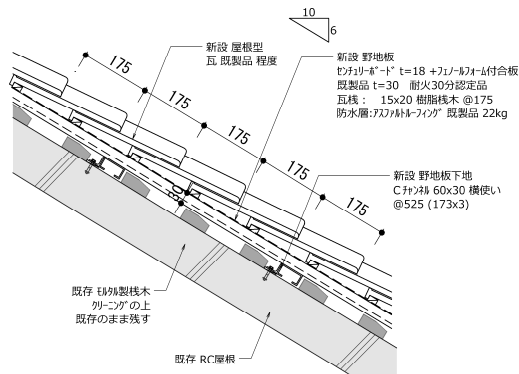 10
6
新設 屋根型
瓦 既製品 程度
新設 野地板
ｾﾝﾁｭﾘｰﾎﾞｰﾄﾞ t=18 +ﾌｪﾉｰﾙﾌｫｰﾑ付合板
既製品 t=30　耐火30分認定品
瓦桟：　15x20 樹脂桟木 @175
防水層:ｱｽﾌｧﾙﾄﾙｰﾌｨﾝｸﾞ 既製品 22kg
175
175
175
175
175
30
新設 野地板下地
Cﾁｬﾝﾈﾙ 60x30 横使い
@525 (173x3)
既存 ﾓﾙﾀﾙ製桟木
ｸﾘｰﾆﾝｸﾞの上
既存のまま残す
既存 RC屋根